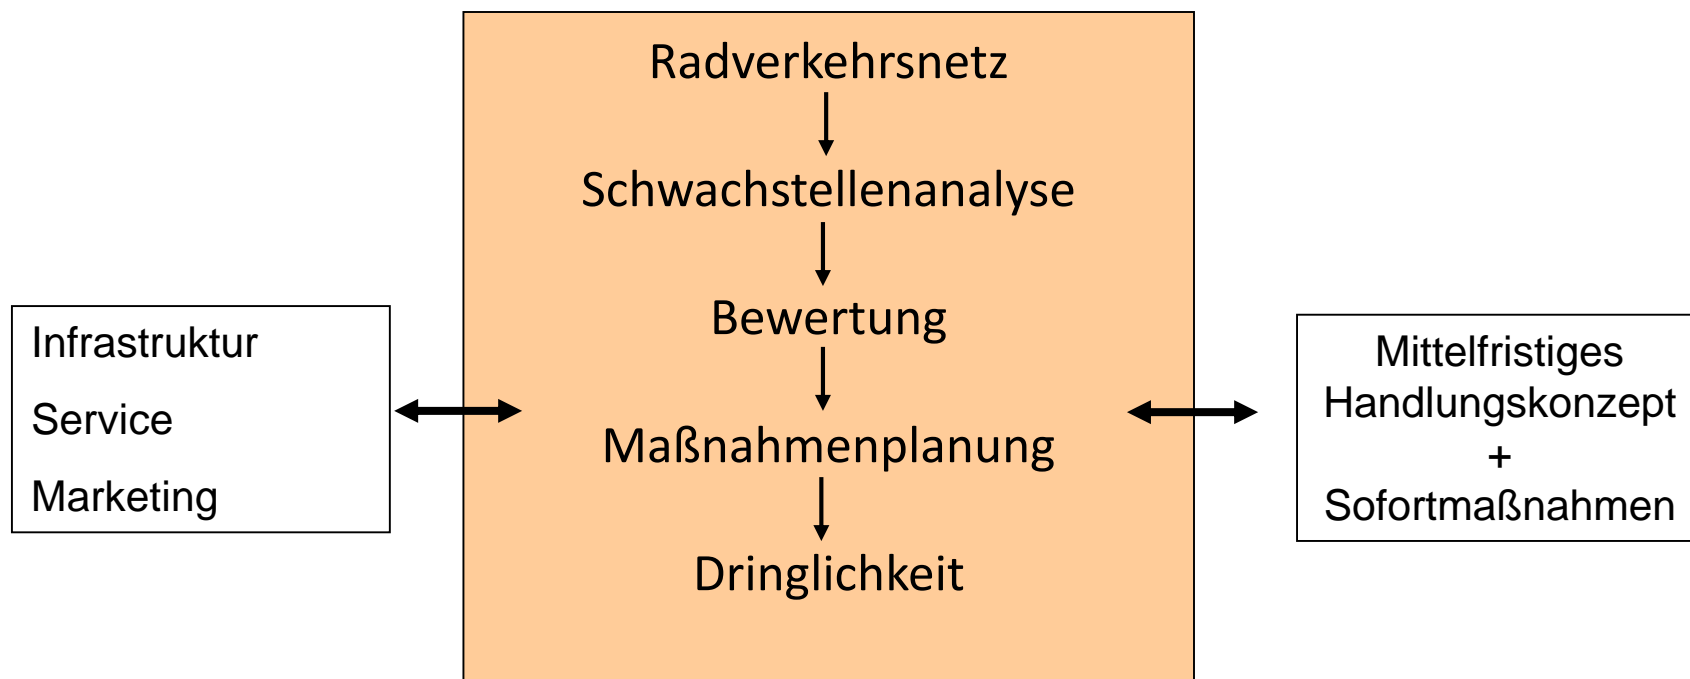 Radverkehrsnetz
Schwachstellenanalyse
Bewertung
Maßnahmenplanung
Dringlichkeit
Infrastruktur
Service
Marketing
Mittelfristiges
Handlungskonzept
+
Sofortmaßnahmen